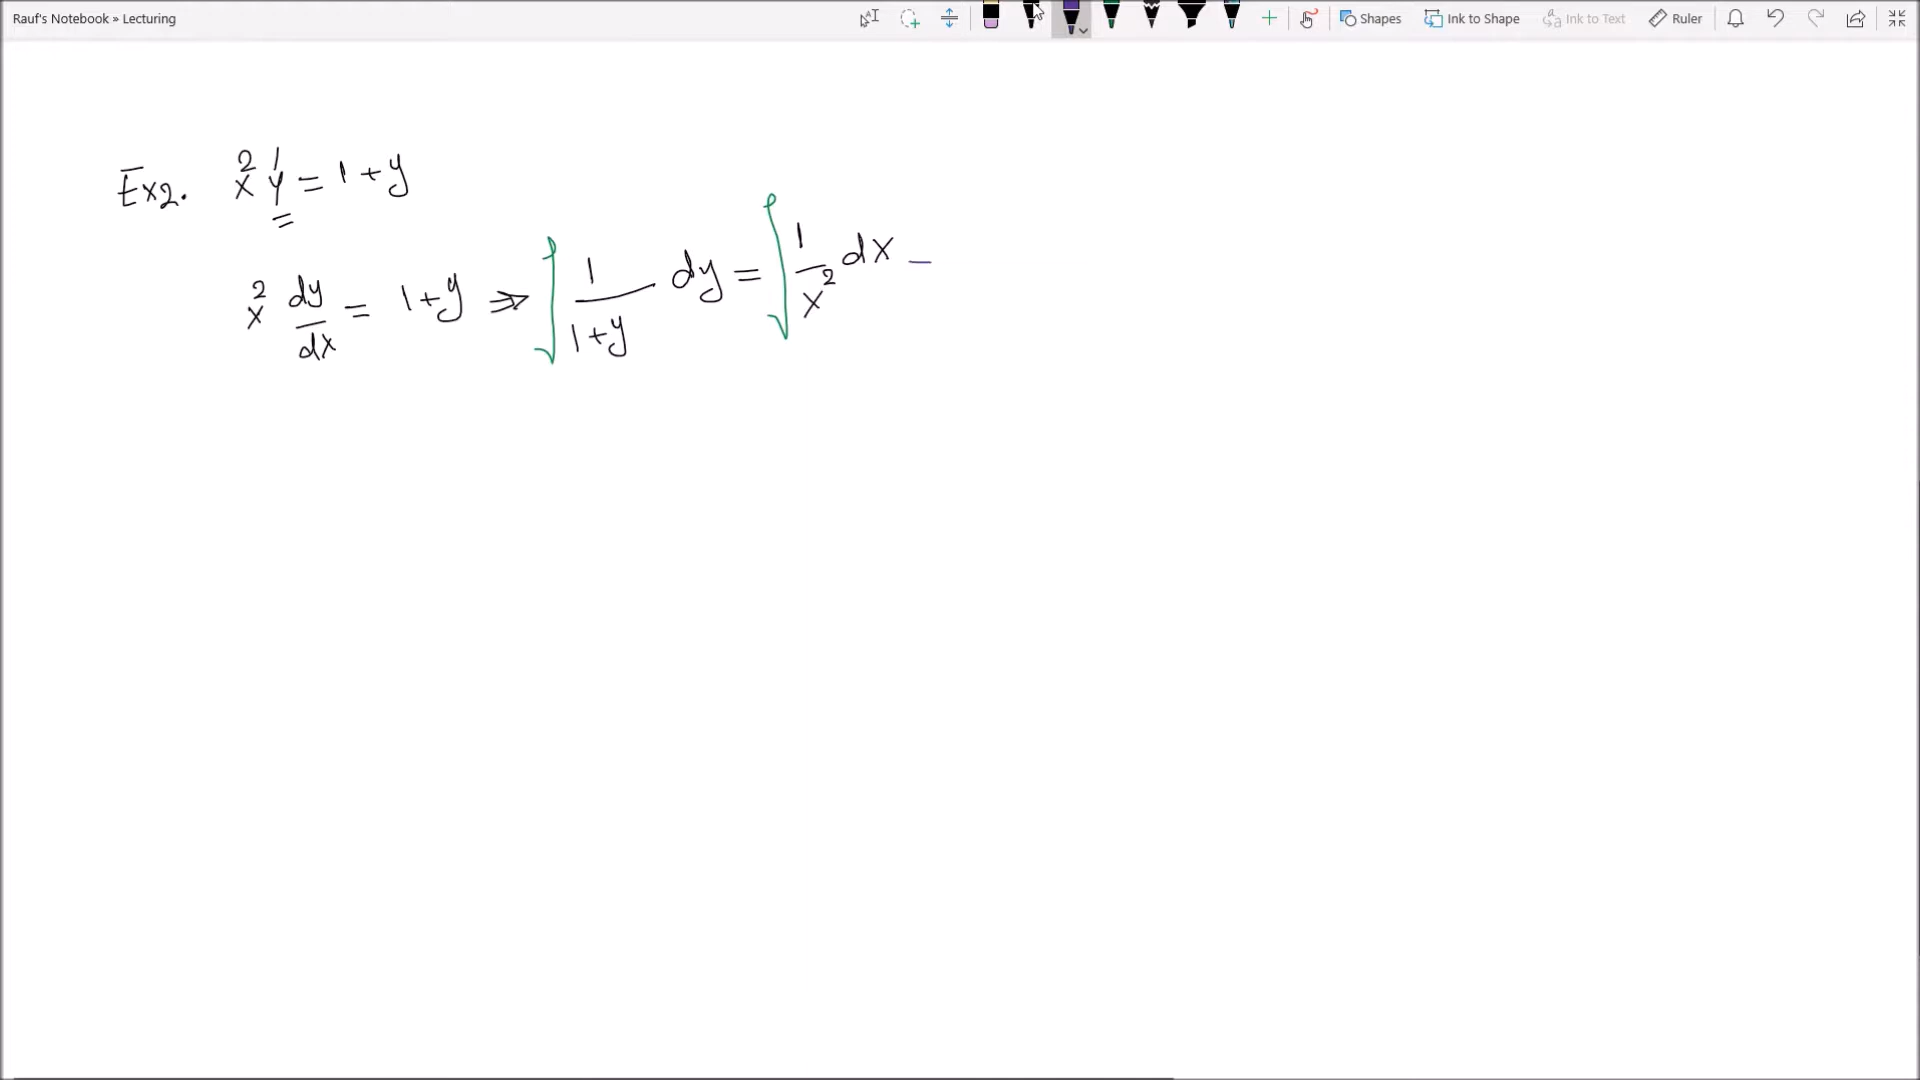 Rauf's Notebook » Lecturing
Shapes Ink to Shape Ink to Text Ruler
Ex2. x² y' = 1 + y
x² dy/dx = 1+y ⇒ ∫ 1/(1+y) dy = ∫ 1/x² dx –